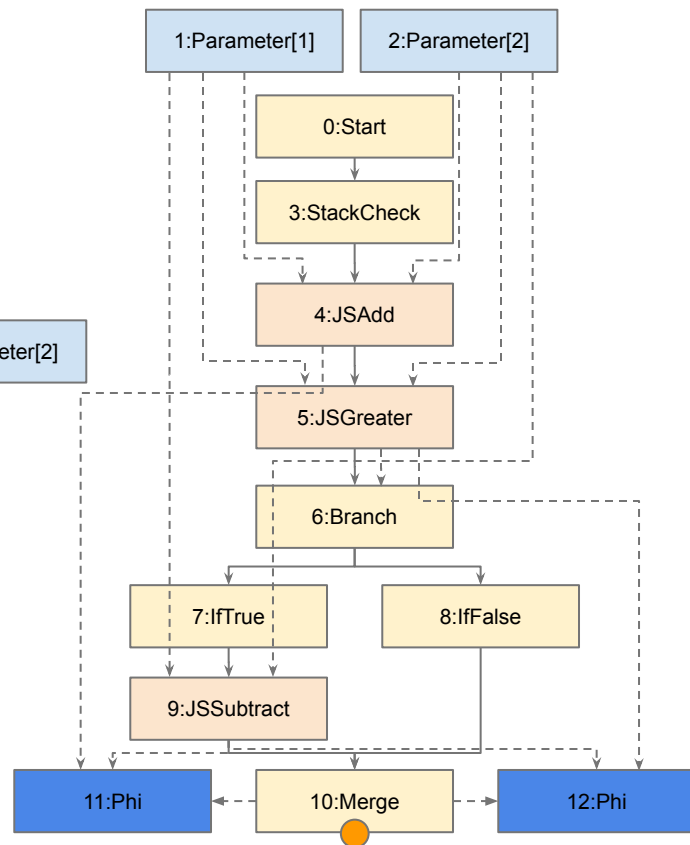 1:Parameter[1]
2:Parameter[2]
0:Start
3:StackCheck
4:JSAdd
eter[2]
5:JSGreater
6:Branch
7:IfTrue
8:IfFalse
9:JSSubtract
11:Phi
10:Merge
12:Phi